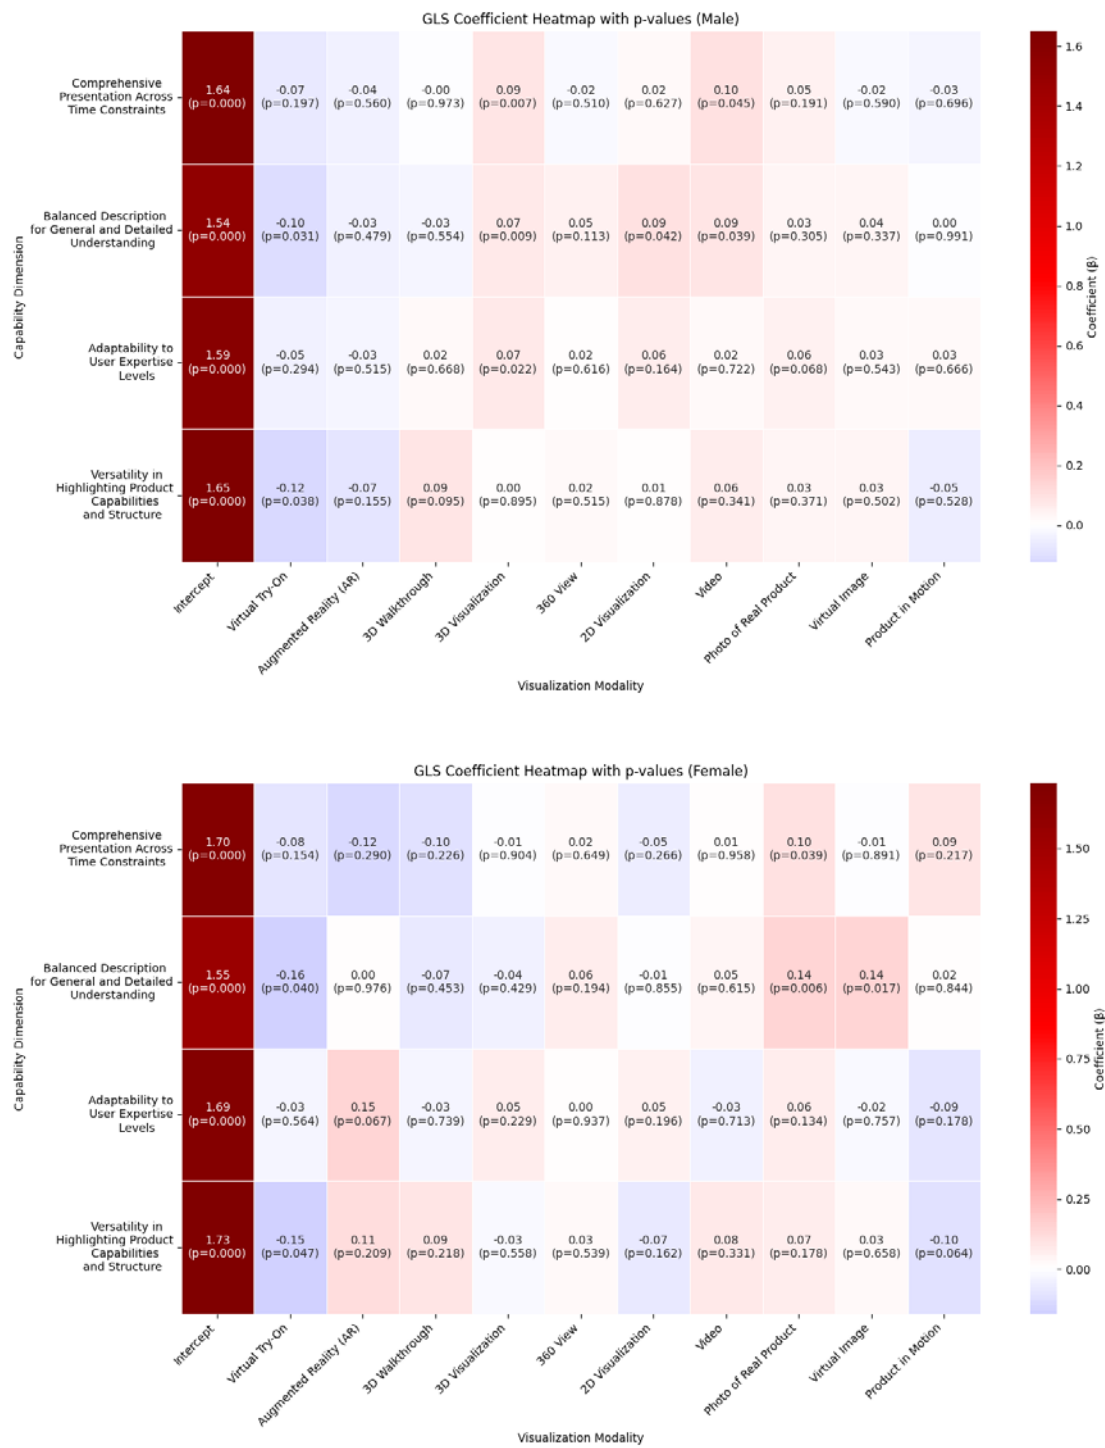 GLS Coefficient Heatmap with p-values (Male)
Capability Dimension
Comprehensive
Presentation Across
Time Constraints
1.64 -0.07 -0.04 -0.00 0.09 -0.02 0.02 0.10 0.05 -0.02 -0.03
(p=0.000) (p=0.197) (p=0.560) (p=0.973) (p=0.007) (p=0.510) (p=0.627) (p=0.045) (p=0.191) (p=0.590) (p=0.696)
Balanced Description
for General and Detailed
Understanding
1.54 -0.10 -0.03 -0.03 0.07 0.05 0.09 0.09 0.03 0.04 0.00
(p=0.000) (p=0.031) (p=0.479) (p=0.554) (p=0.009) (p=0.113) (p=0.042) (p=0.039) (p=0.305) (p=0.337) (p=0.991)
Adaptability to
User Expertise
Levels
1.59 -0.05 -0.03 0.02 0.07 0.02 0.06 0.02 0.06 0.03 0.03
(p=0.000) (p=0.294) (p=0.515) (p=0.668) (p=0.022) (p=0.616) (p=0.164) (p=0.722) (p=0.068) (p=0.543) (p=0.666)
Versatility in
Highlighting Product
Capabilities
and Structure
1.65 -0.12 -0.07 0.09 0.00 0.02 0.01 0.06 0.03 0.03 -0.05
(p=0.000) (p=0.038) (p=0.155) (p=0.095) (p=0.895) (p=0.515) (p=0.878) (p=0.341) (p=0.371) (p=0.502) (p=0.528)
Intercept
Virtual Try-On
Augmented Reality (AR)
3D Walkthrough
3D Visualization
360 View
2D Visualization
Video
Photo of Real Product
Virtual Image
Product in Motion
Visualization Modality
1.6
1.4
1.2
1.0
0.8
0.6
0.4
0.2
0.0
Coefficient (β)
GLS Coefficient Heatmap with p-values (Female)
Capability Dimension
Comprehensive
Presentation Across
Time Constraints
1.70 -0.08 -0.12 -0.10 -0.01 0.02 -0.05 0.01 0.10 -0.01 0.09
(p=0.000) (p=0.154) (p=0.290) (p=0.226) (p=0.904) (p=0.649) (p=0.266) (p=0.958) (p=0.039) (p=0.891) (p=0.217)
Balanced Description
for General and Detailed
Understanding
1.55 -0.16 0.00 -0.07 -0.04 0.06 -0.01 0.05 0.14 0.14 0.02
(p=0.000) (p=0.040) (p=0.976) (p=0.453) (p=0.429) (p=0.194) (p=0.855) (p=0.615) (p=0.006) (p=0.017) (p=0.844)
Adaptability to
User Expertise
Levels
1.69 -0.03 0.15 -0.03 0.05 0.00 0.05 -0.03 0.06 -0.02 -0.09
(p=0.000) (p=0.564) (p=0.067) (p=0.739) (p=0.229) (p=0.937) (p=0.196) (p=0.713) (p=0.134) (p=0.757) (p=0.178)
Versatility in
Highlighting Product
Capabilities
and Structure
1.73 -0.15 0.11 0.09 -0.03 0.03 -0.07 0.08 0.07 0.03 -0.10
(p=0.000) (p=0.047) (p=0.209) (p=0.218) (p=0.558) (p=0.539) (p=0.162) (p=0.331) (p=0.178) (p=0.658) (p=0.064)
Intercept
Virtual Try-On
Augmented Reality (AR)
3D Walkthrough
3D Visualization
360 View
2D Visualization
Video
Photo of Real Product
Virtual Image
Product in Motion
Visualization Modality
1.50
1.25
1.00
0.75
0.50
0.25
0.00
Coefficient (β)